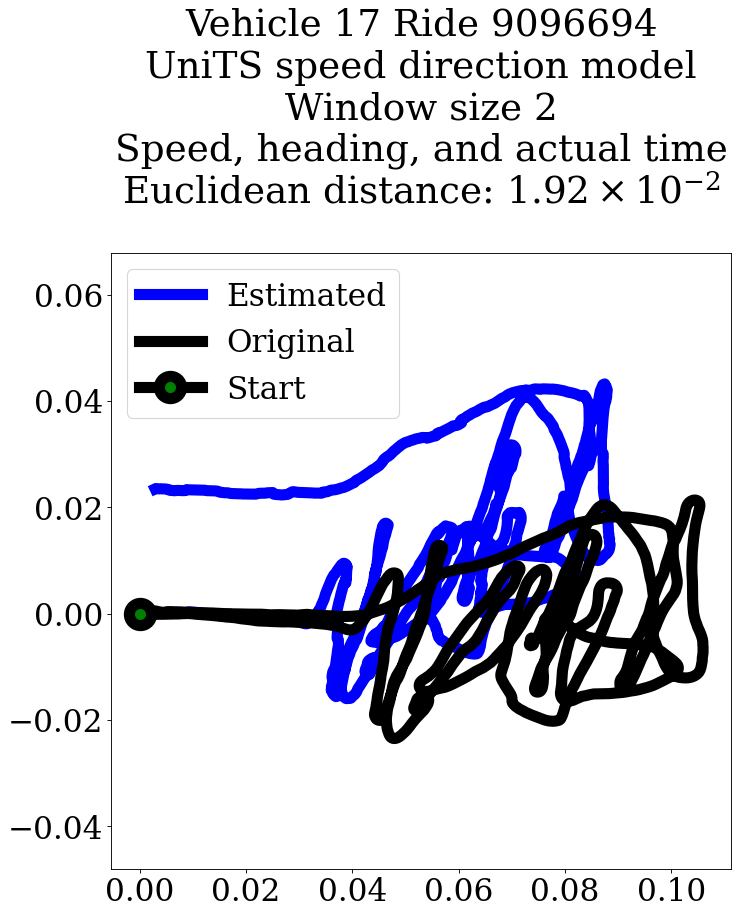 Vehicle 17 Ride 9096694
UniTS speed direction model
Window size 2
Speed, heading, and actual time
Euclidean distance: 1.92 × 10⁻²
Estimated
Original
Start
0.06
0.04
0.02
0.00
−0.02
−0.04
0.00 0.02 0.04 0.06 0.08 0.10